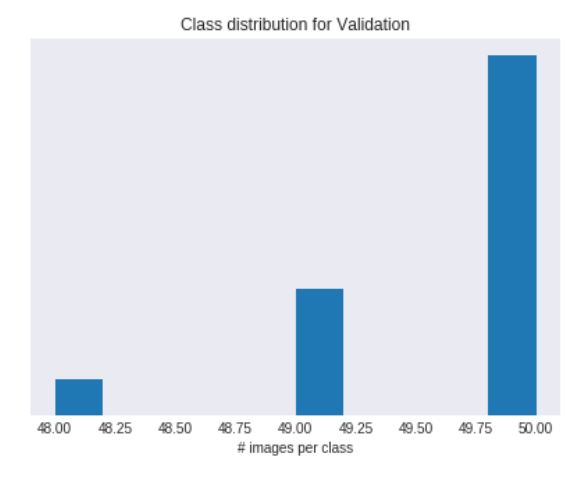 Class distribution for Validation
48.00 48.25 48.50 48.75 49.00 49.25 49.50 49.75 50.00
# images per class